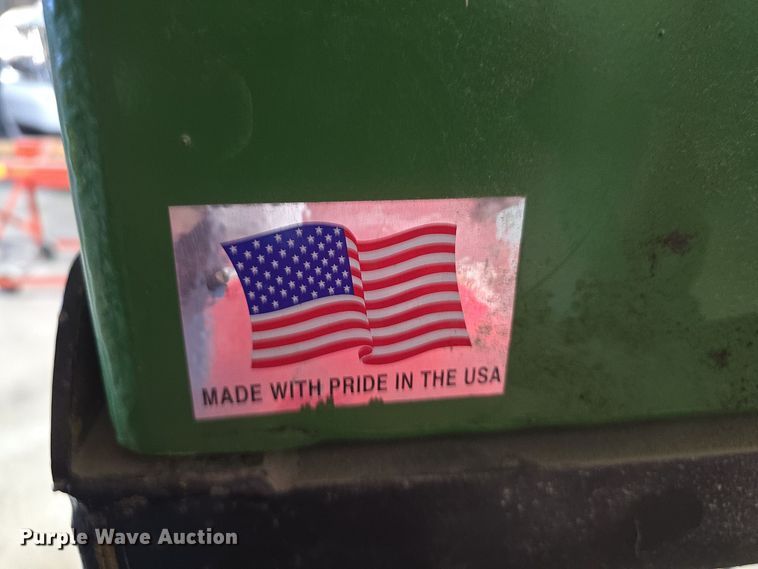 MADE WITH PRIDE IN THE USA
Purple Wave Auction